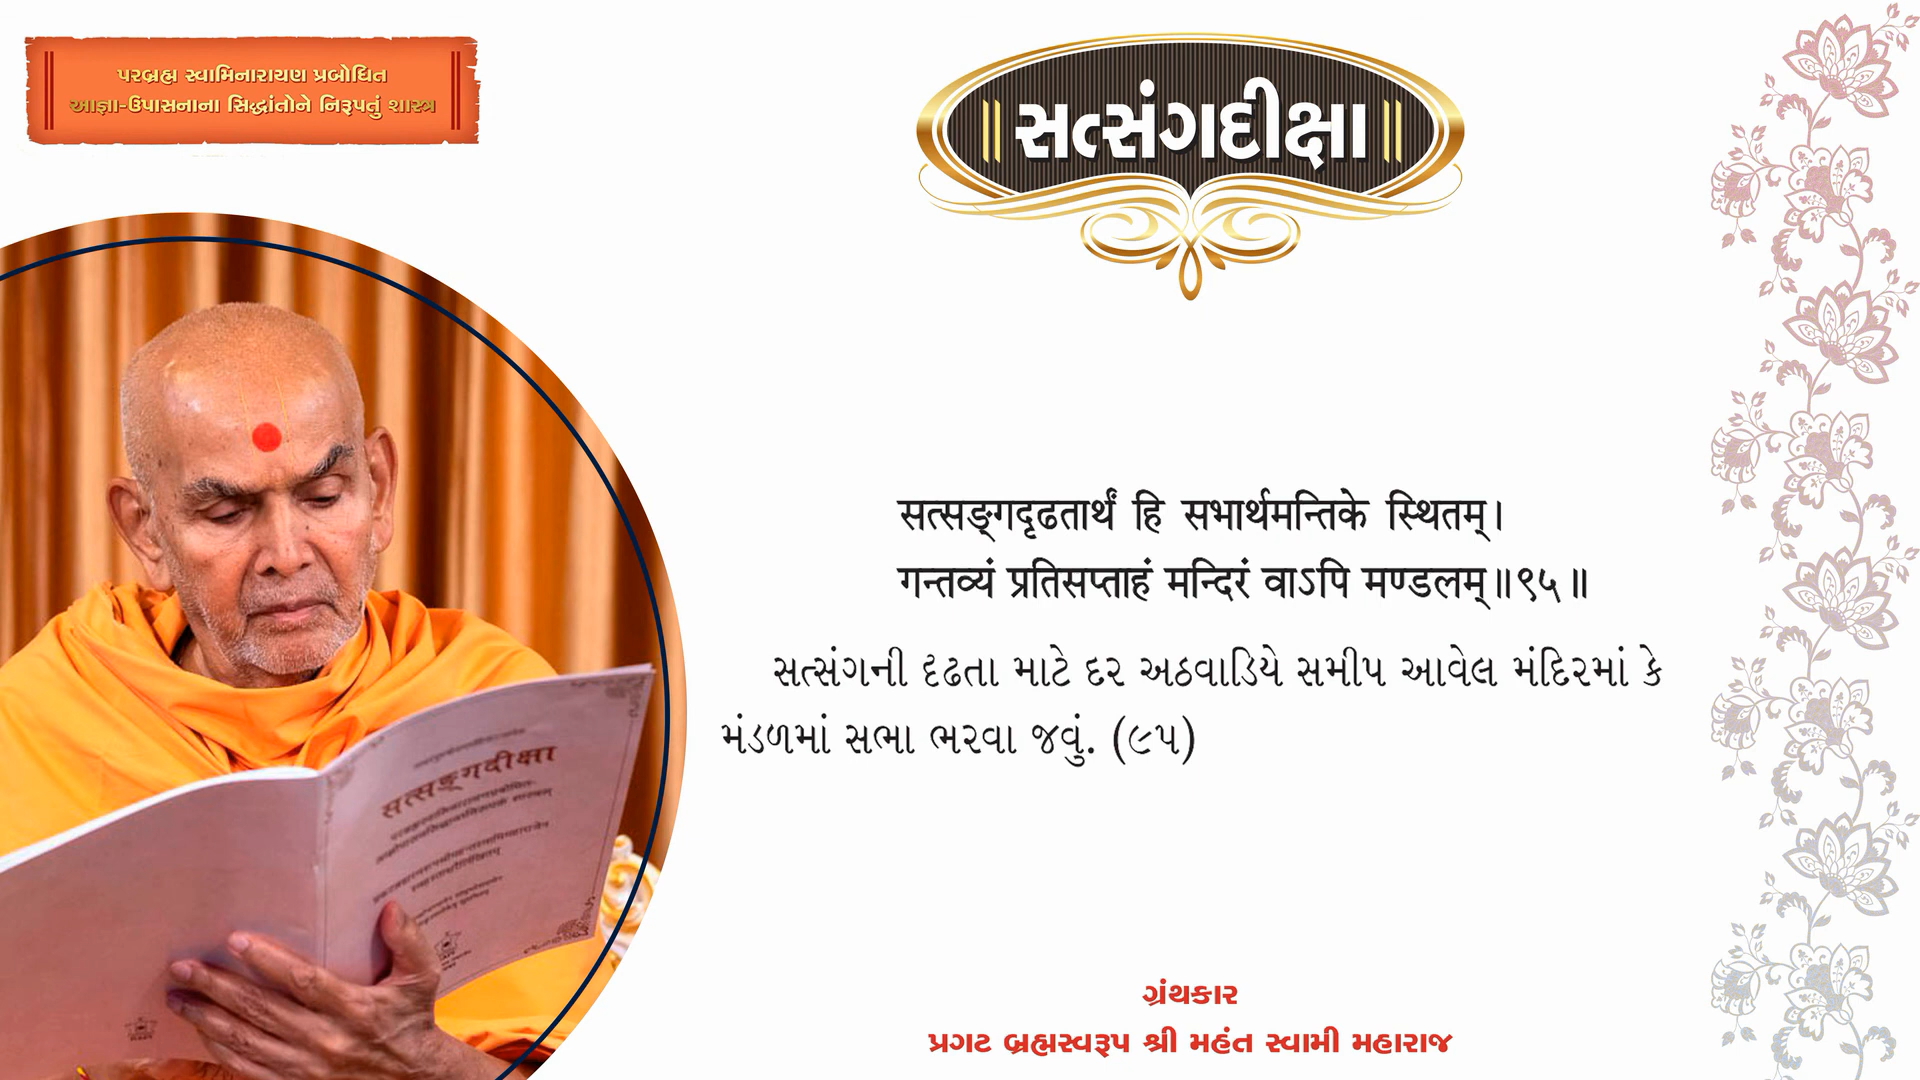 પરબ્રહ્મ સ્વામિનારાયણ પ્રબોધિત
આજ્ઞા-ઉપાસનાના સિદ્ધાંતોને નિરૂપતું શાસ્ત્ર
॥ સત્સંગદીક્ષા ॥
सत्सङ्गदृढतार्थं हि सभार्थमन्तिके स्थितम्।
गन्तव्यं प्रतिसप्ताहं मन्दिरं वाऽपि मण्डलम्॥९५॥
સત્સંગની દૃઢતા માટે દર અઠવાડિયે સમીપ આવેલ મંદિરમાં કે
મંડળમાં સભા ભરવા જવું. (૯૫)
सत्सङ्गदीक्षा
ગ્રંથકાર
પ્રગટ બ્રહ્મસ્વરૂપ શ્રી મહંત સ્વામી મહારાજ